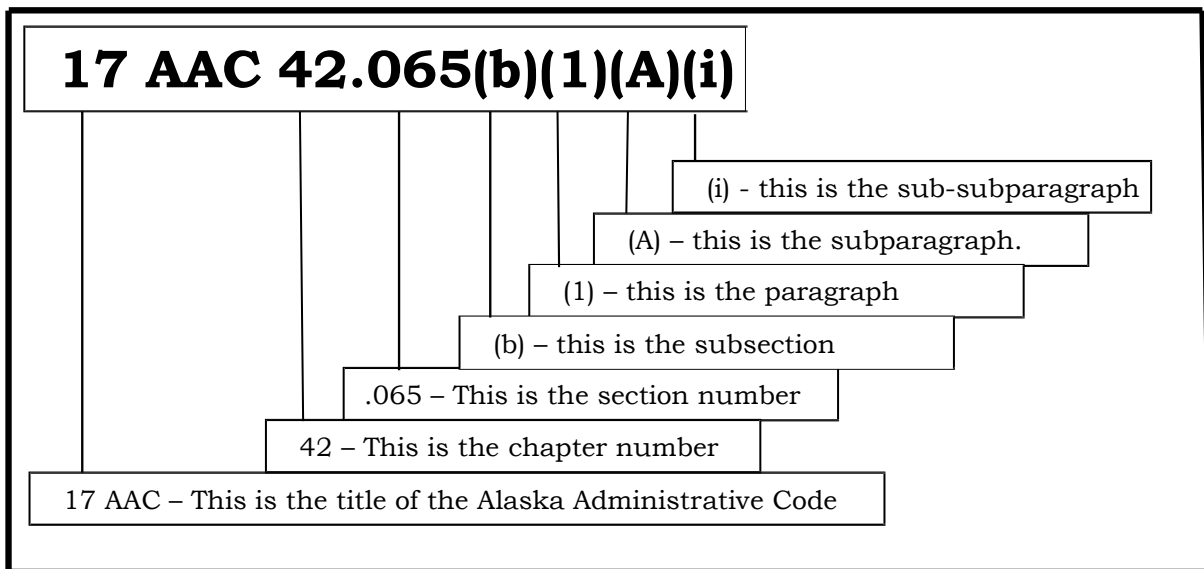 17 AAC 42.065(b)(1)(A)(i)
(i) - this is the sub-subparagraph
(A) – this is the subparagraph.
(1) – this is the paragraph
(b) – this is the subsection
.065 – This is the section number
42 – This is the chapter number
17 AAC – This is the title of the Alaska Administrative Code